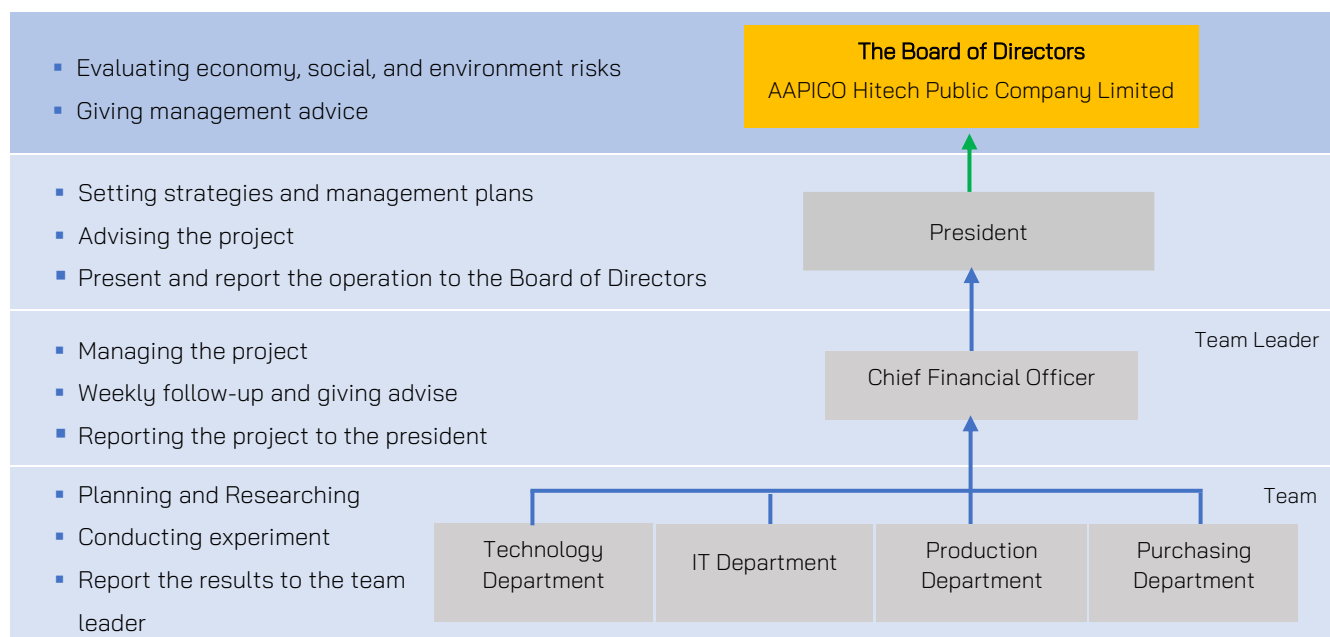 ▪ Evaluating economy, social, and environment risks
▪ Giving management advice
The Board of Directors
AAPICO Hitech Public Company Limited
▪ Setting strategies and management plans
▪ Advising the project
▪ Present and report the operation to the Board of Directors
President
▪ Managing the project
▪ Weekly follow-up and giving advise
▪ Reporting the project to the president
Team Leader
Chief Financial Officer
▪ Planning and Researching
▪ Conducting experiment
▪ Report the results to the team
leader
Team
Technology
Department
IT Department
Production
Department
Purchasing
Department